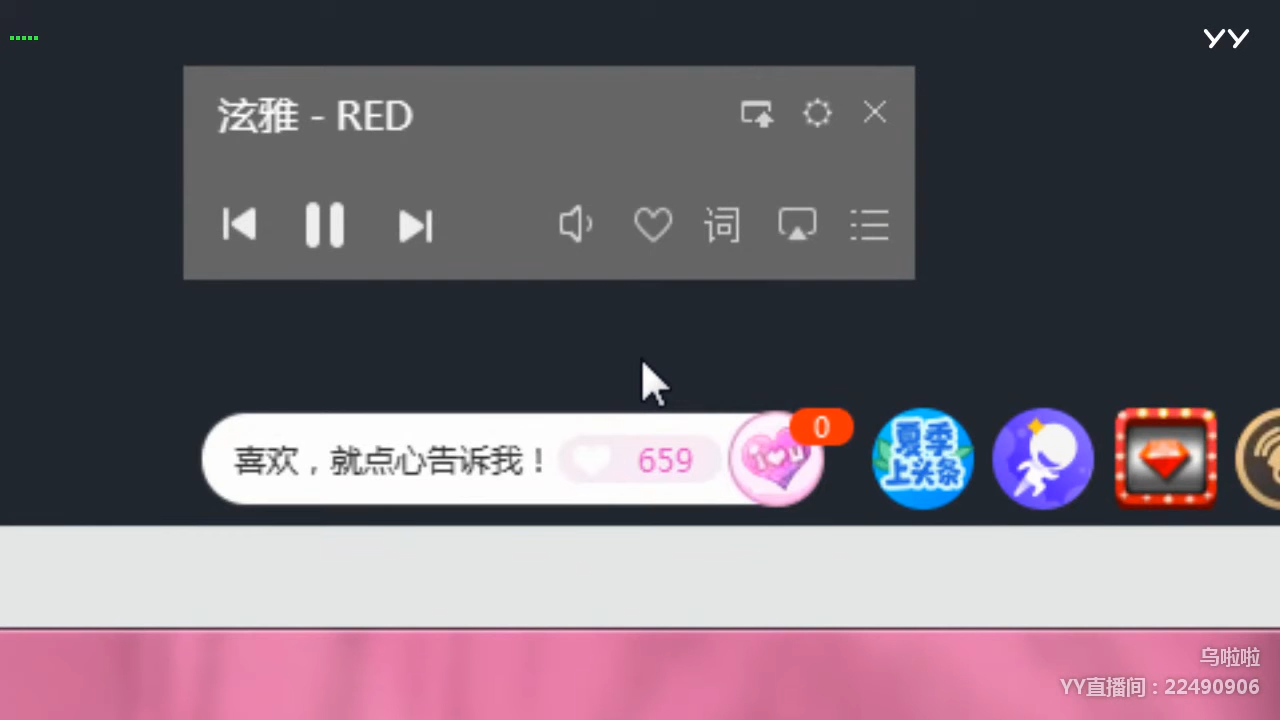 YY
泫雅 - RED
词
0
喜欢，就点心告诉我！ 659
I U
夏季
上头条
乌啦啦
YY直播间：22490906